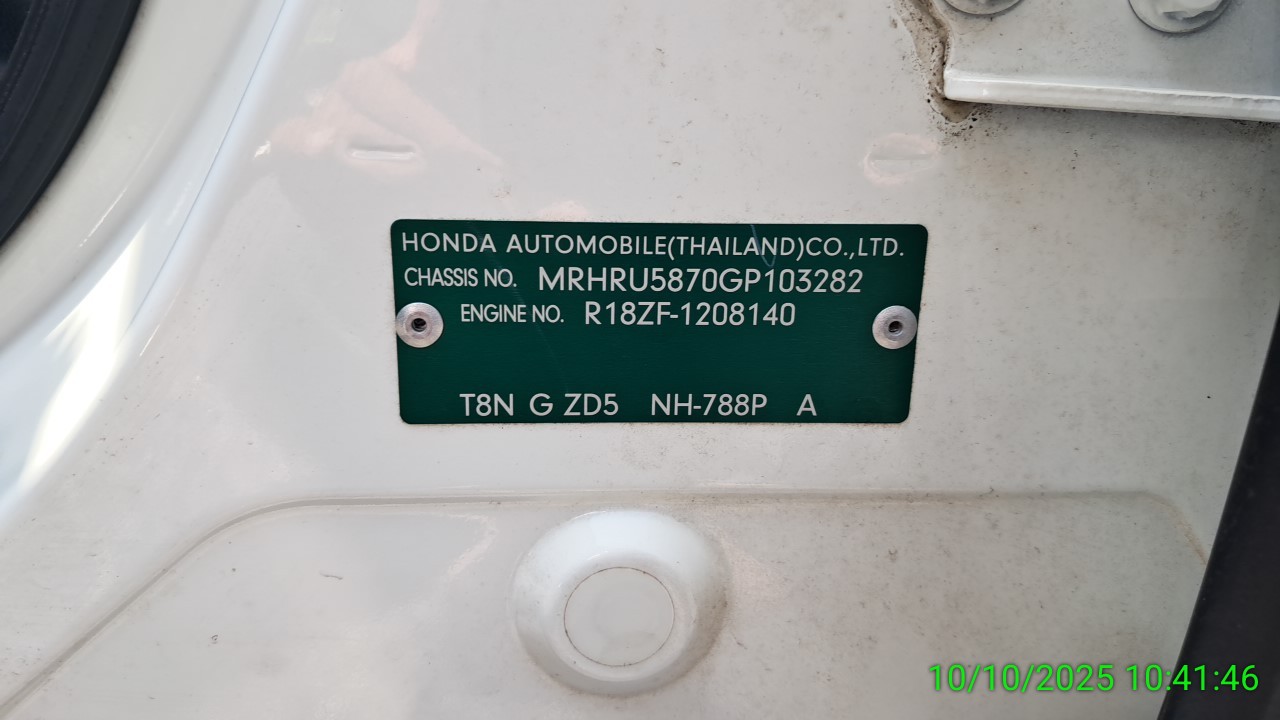 HONDA AUTOMOBILE(THAILAND)CO.,LTD.
CHASSIS NO. MRHRU5870GP103282
ENGINE NO. R18ZF-1208140
T8N G ZD5 NH-788P A
10/10/2025 10:41:46